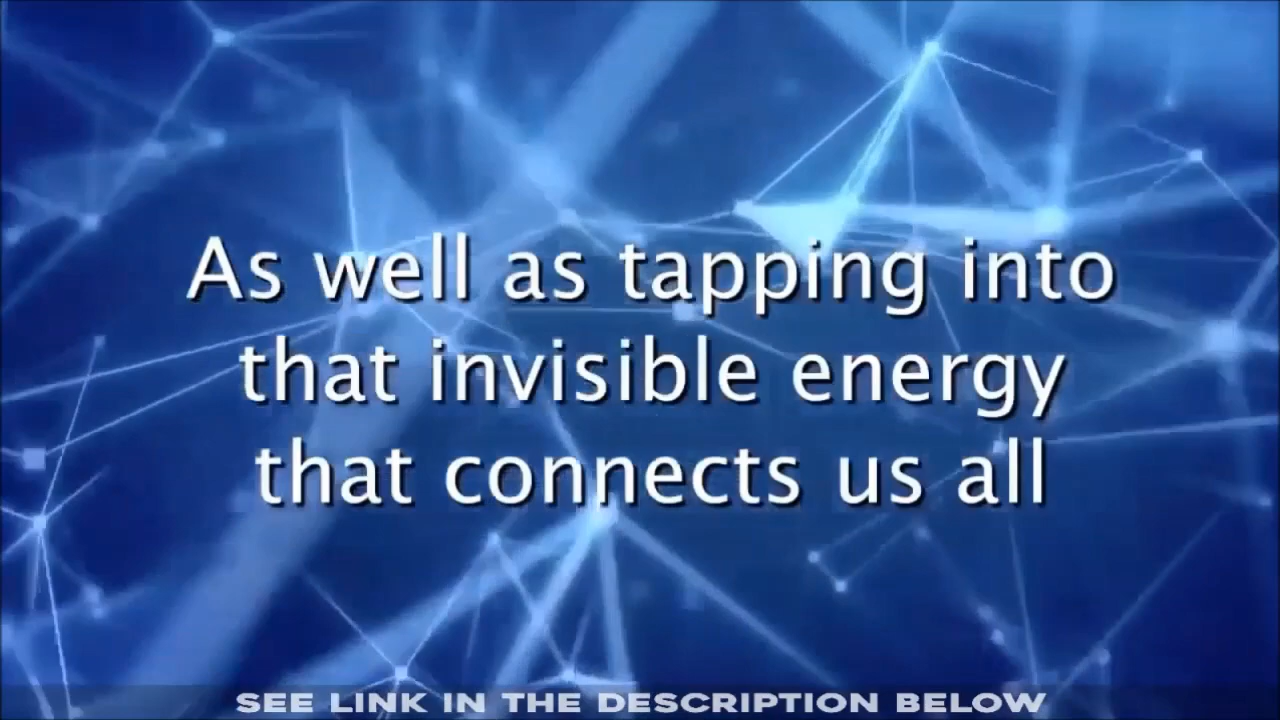 As well as tapping into
that invisible energy
that connects us all
SEE LINK IN THE DESCRIPTION BELOW